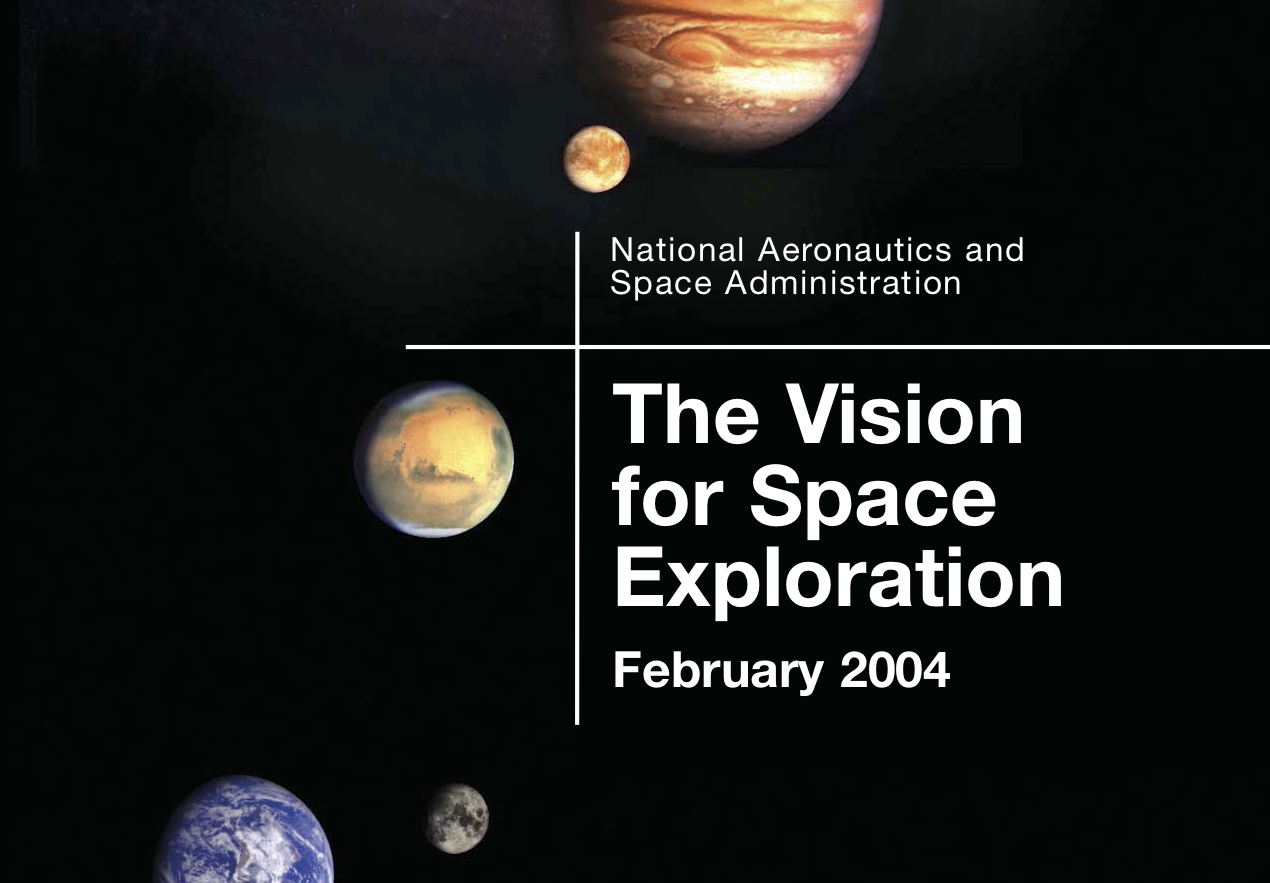 National Aeronautics and
Space Administration
The Vision
for Space
Exploration
February 2004